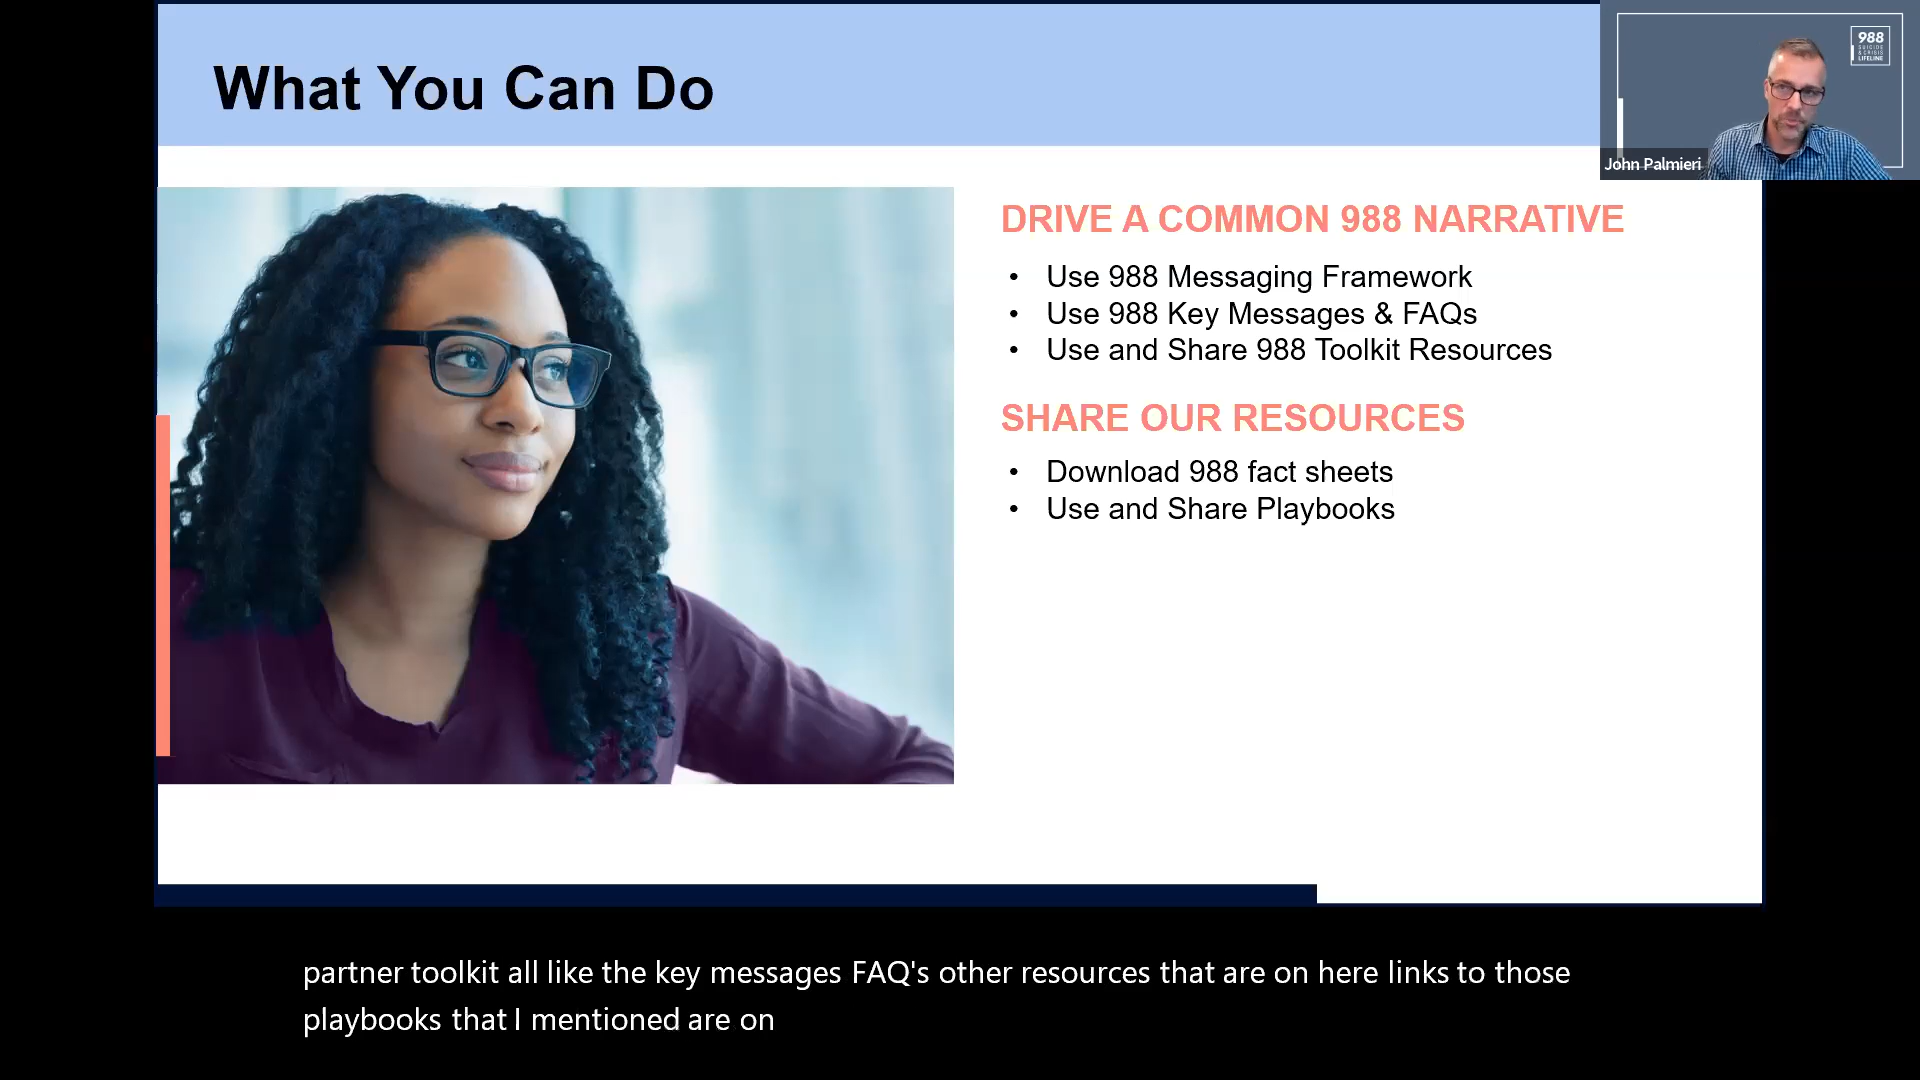 What You Can Do
988
SUICIDE
& CRISIS
LIFELINE
John Palmieri
DRIVE A COMMON 988 NARRATIVE
• Use 988 Messaging Framework
• Use 988 Key Messages & FAQs
• Use and Share 988 Toolkit Resources
SHARE OUR RESOURCES
• Download 988 fact sheets
• Use and Share Playbooks
partner toolkit all like the key messages FAQ's other resources that are on here links to those
playbooks that I mentioned are on